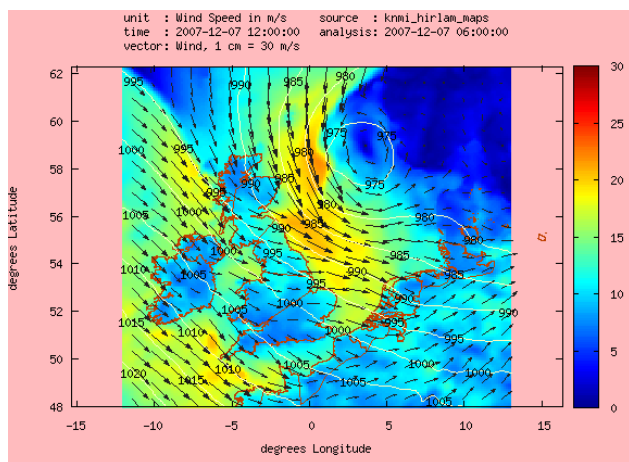 unit : Wind Speed in m/s source : knmi_hirlam_maps
time : 2007-12-07 12:00:00 analysis: 2007-12-07 06:00:00
vector: Wind, 1 cm = 30 m/s
62
60
58
56
54
52
50
48
degrees Latitude
-15 -10 -5 0 5 10 15
degrees Longitude
30
25
20
15
10
5
0
995 990 985 980
975 975
1000 995 980
990 995 975
1005 1000 980 980
990 985 980
1010 1000 995 985
1005 990 985
1015 1010 1005 1000 995 990 990
1000 995
1020 1015 1010 1005 1000
1005 1005